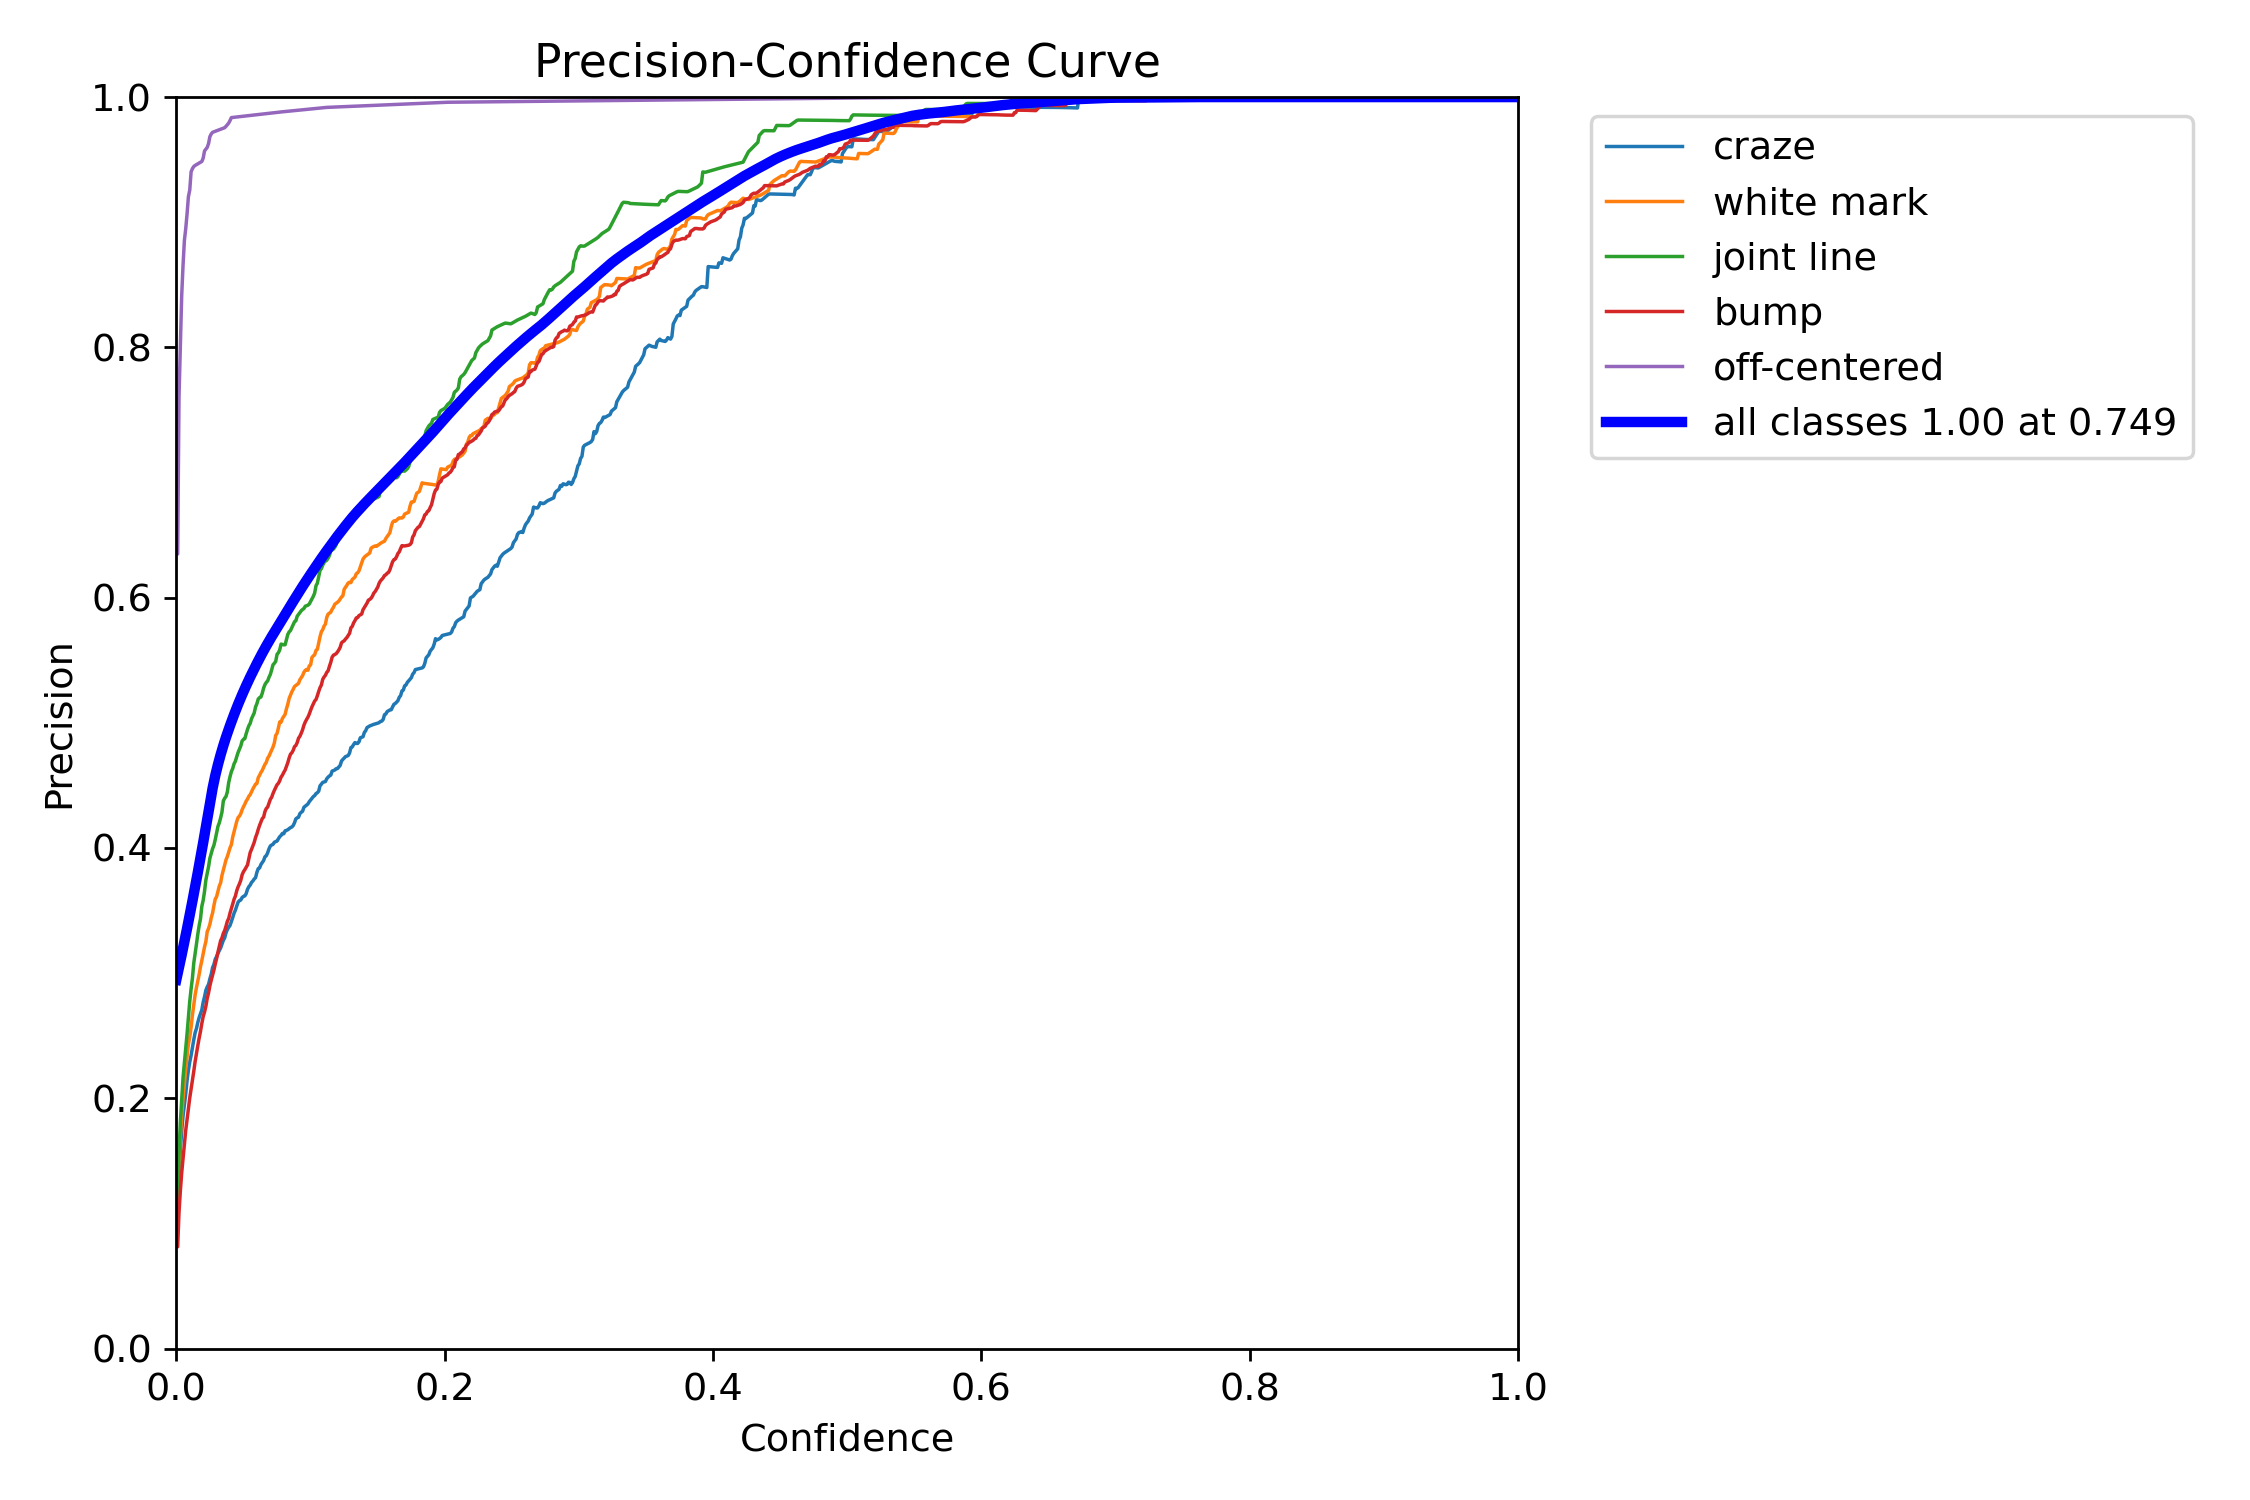 Precision-Confidence Curve
1.0
0.8
0.6
0.4
0.2
0.0
Precision
0.0 0.2 0.4 0.6 0.8 1.0
Confidence
craze
white mark
joint line
bump
off-centered
all classes 1.00 at 0.749